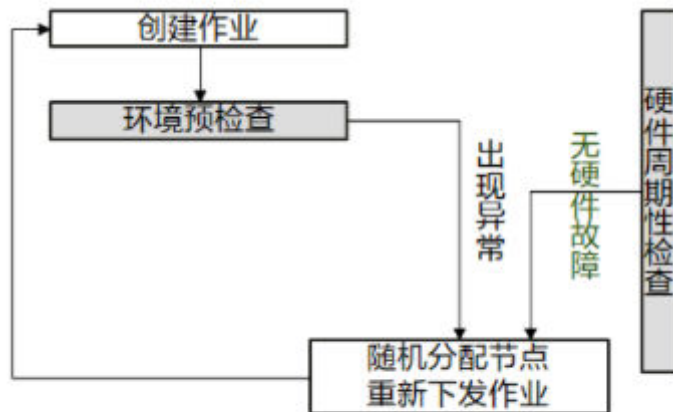 创建作业
环境预检查
出现异常
无硬件故障
硬件周期性检查
随机分配节点
重新下发作业